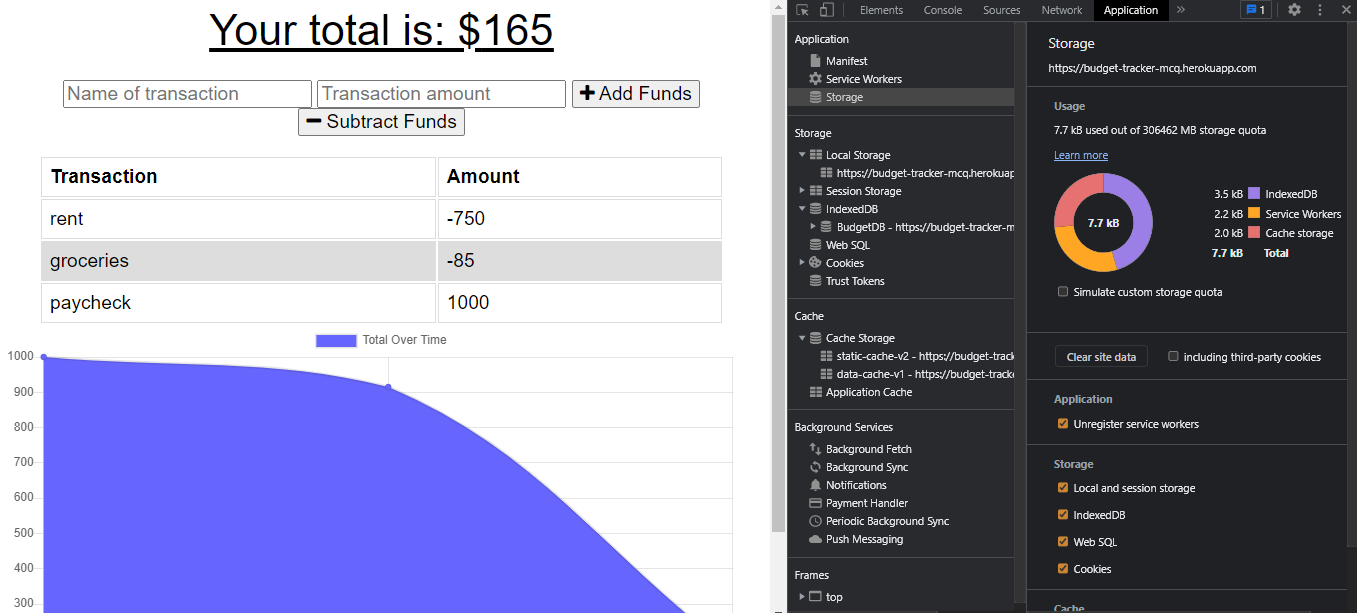 Your total is: $165
Name of transaction Transaction amount Add Funds
Subtract Funds
Transaction Amount
rent -750
groceries -85
paycheck 1000
Total Over Time
1000
900
800
700
600
500
400
300
Elements Console Sources Network Application » 1
Application
Manifest
Service Workers
Storage
Storage
Local Storage
https://budget-tracker-mcq.herokuap
Session Storage
IndexedDB
BudgetDB - https://budget-tracker-m
Web SQL
Cookies
Trust Tokens
Cache
Cache Storage
static-cache-v2 - https://budget-track
data-cache-v1 - https://budget-tracke
Application Cache
Background Services
Background Fetch
Background Sync
Notifications
Payment Handler
Periodic Background Sync
Push Messaging
Frames
top
Storage
https://budget-tracker-mcq.herokuapp.com
Usage
7.7 kB used out of 306462 MB storage quota
Learn more
7.7 kB
3.5 kB IndexedDB
2.2 kB Service Workers
2.0 kB Cache storage
7.7 kB Total
Simulate custom storage quota
Clear site data including third-party cookies
Application
Unregister service workers
Storage
Local and session storage
IndexedDB
Web SQL
Cookies
Cache